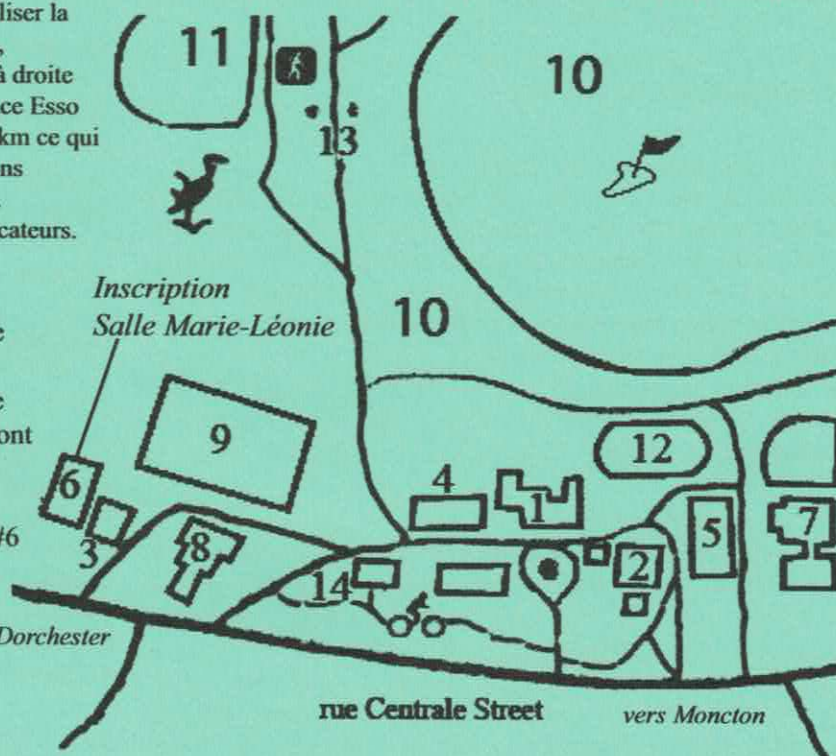 liser la
,
à droite
ce Esso
km ce qui
ns
cateurs.
e
e
ont
#6
11
10
13
Inscription
Salle Marie-Léonie
10
9
12
6
4
1
3
8
5
7
2
14
Dorchester
rue Centrale Street
vers Moncton